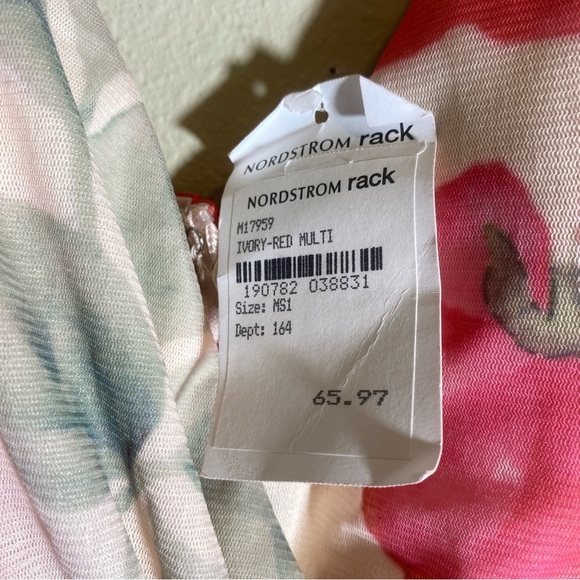 NORDSTROM rack
NORDSTROM rack
M17959
IVORY-RED MULTI
190782 038831
Size: MS1
Dept: 164
65.97